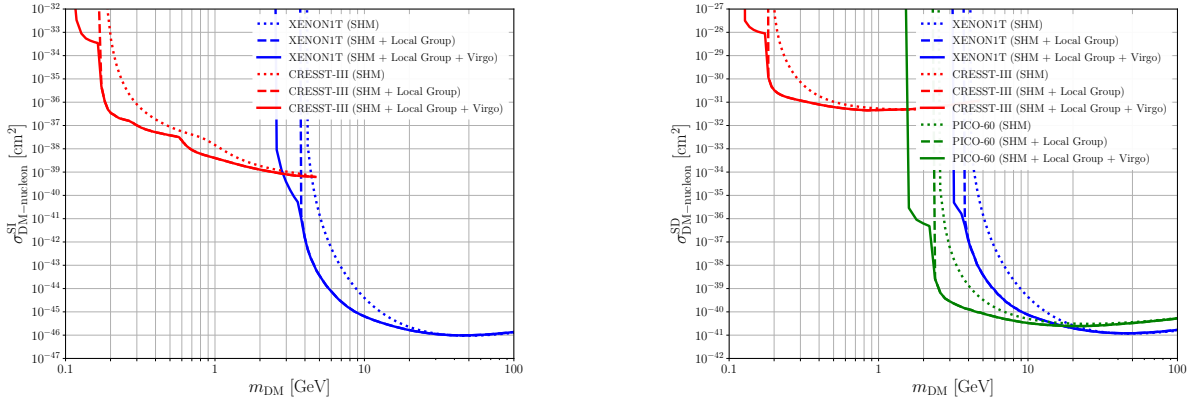 10⁻³²
10⁻³³
10⁻³⁴
10⁻³⁵
10⁻³⁶
10⁻³⁷
10⁻³⁸
10⁻³⁹
10⁻⁴⁰
10⁻⁴¹
10⁻⁴²
10⁻⁴³
10⁻⁴⁴
10⁻⁴⁵
10⁻⁴⁶
10⁻⁴⁷
σ^SI_DM−nucleon [cm²]
XENON1T (SHM)
XENON1T (SHM + Local Group)
XENON1T (SHM + Local Group + Virgo)
CRESST-III (SHM)
CRESST-III (SHM + Local Group)
CRESST-III (SHM + Local Group + Virgo)
0.1 1 10 100
m_DM [GeV]
10⁻²⁷
10⁻²⁸
10⁻²⁹
10⁻³⁰
10⁻³¹
10⁻³²
10⁻³³
10⁻³⁴
10⁻³⁵
10⁻³⁶
10⁻³⁷
10⁻³⁸
10⁻³⁹
10⁻⁴⁰
10⁻⁴¹
10⁻⁴²
σ^SD_DM−nucleon [cm²]
XENON1T (SHM)
XENON1T (SHM + Local Group)
XENON1T (SHM + Local Group + Virgo)
CRESST-III (SHM)
CRESST-III (SHM + Local Group)
CRESST-III (SHM + Local Group + Virgo)
PICO-60 (SHM)
PICO-60 (SHM + Local Group)
PICO-60 (SHM + Local Group + Virgo)
0.1 1 10 100
m_DM [GeV]